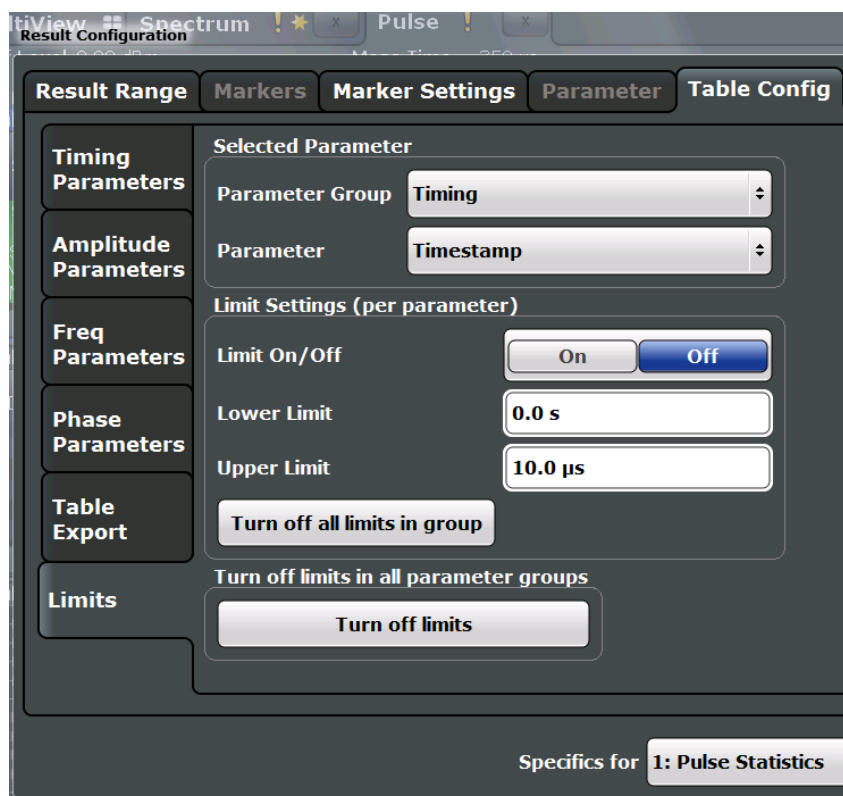 tiView Spectrum ! x Pulse ! x
Result Configuration
Result Range Markers Marker Settings Parameter Table Config
Timing
Parameters
Amplitude
Parameters
Freq
Parameters
Phase
Parameters
Table
Export
Limits
Selected Parameter
Parameter Group Timing
Parameter Timestamp
Limit Settings (per parameter)
Limit On/Off On Off
Lower Limit 0.0 s
Upper Limit 10.0 µs
Turn off all limits in group
Turn off limits in all parameter groups
Turn off limits
Specifics for 1: Pulse Statistics